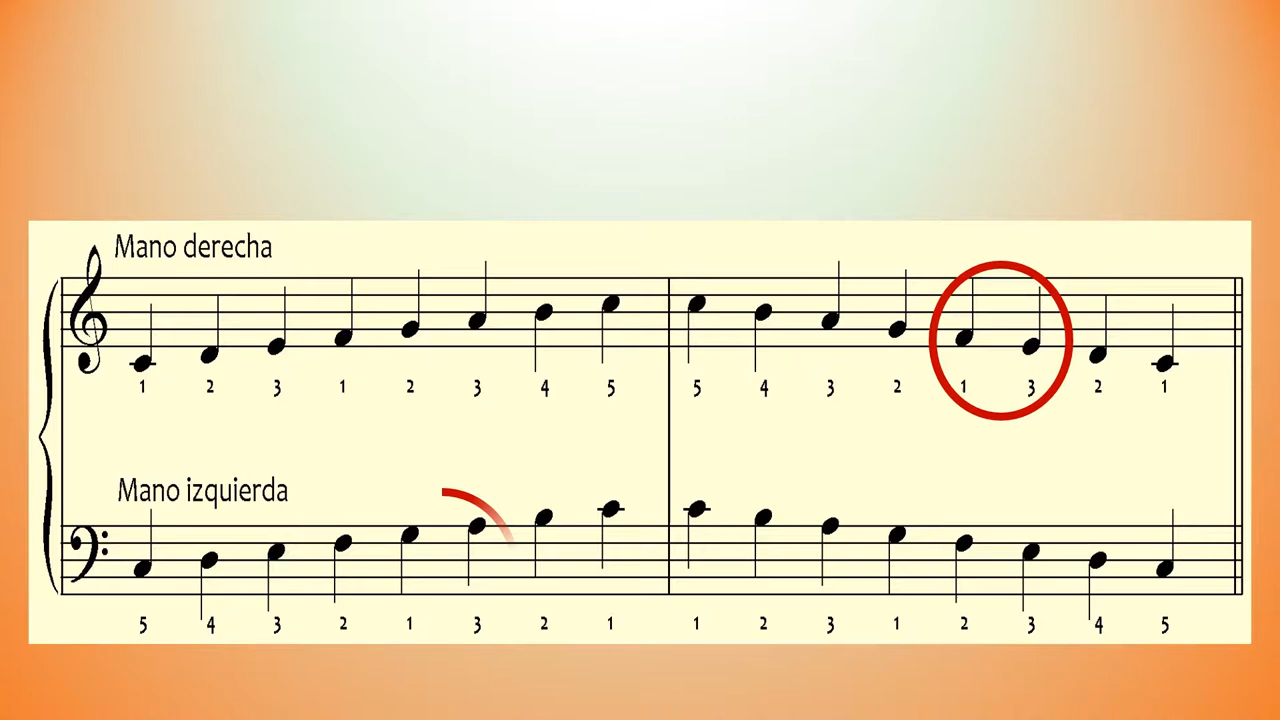 Mano derecha
1 2 3 1 2 3 4 5 5 4 3 2 1 3 2 1
Mano izquierda
5 4 3 2 1 3 2 1 1 2 3 1 2 3 4 5